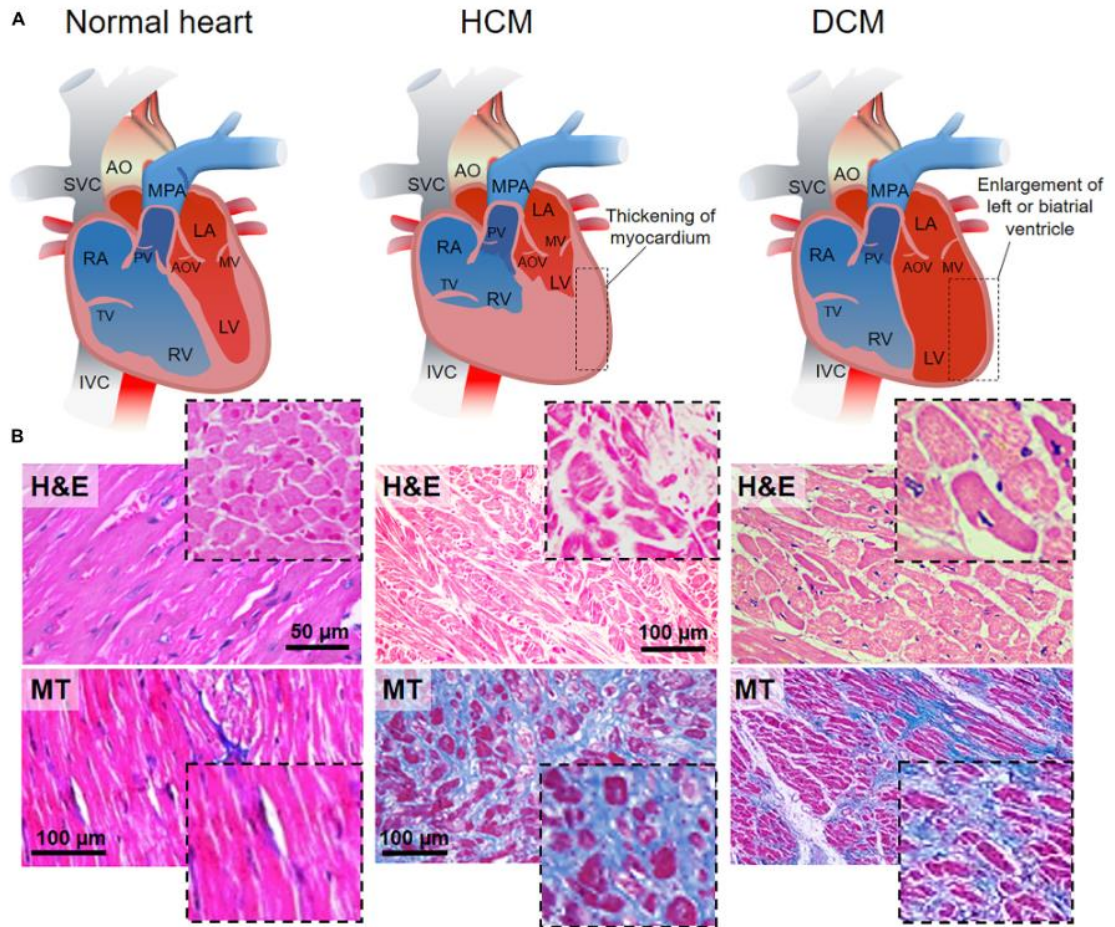 A
Normal heart
HCM
DCM
AO
SVC
MPA
LA
RA
PV
AOV
MV
TV
LV
RV
IVC
AO
SVC
MPA
LA
Thickening of
myocardium
RA
PV
MV
AOV
TV
LV
RV
IVC
AO
SVC
MPA
Enlargement of
left or biatrial
ventricle
LA
RA
PV
AOV
MV
TV
RV
LV
IVC
B
H&E
50 µm
H&E
100 µm
H&E
MT
100 µm
MT
100 µm
MT